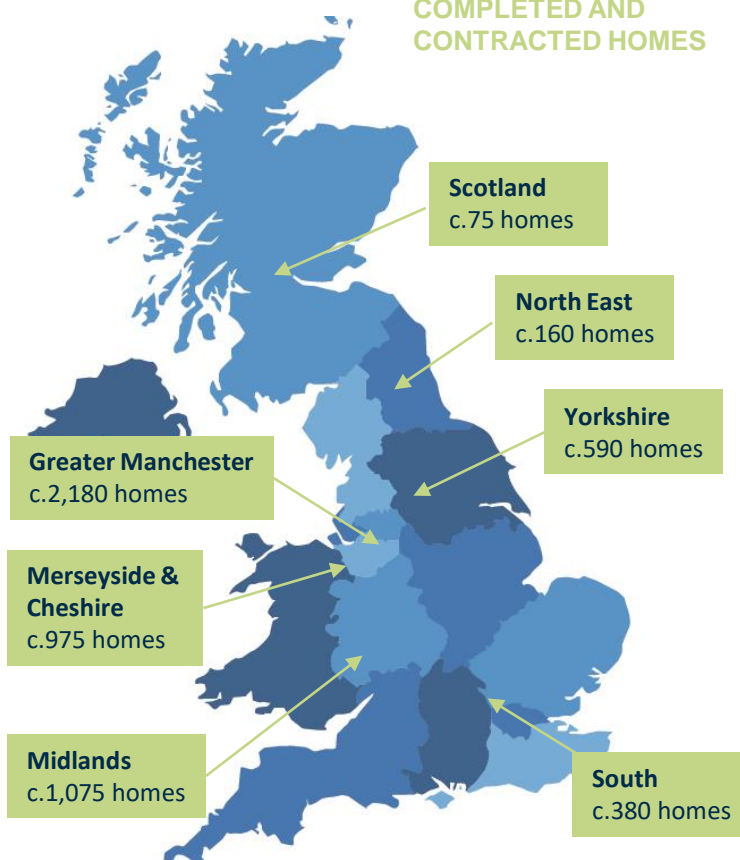 COMPLETED AND
CONTRACTED HOMES
Scotland
c.75 homes
North East
c.160 homes
Yorkshire
c.590 homes
Greater Manchester
c.2,180 homes
Merseyside &
Cheshire
c.975 homes
Midlands
c.1,075 homes
South
c.380 homes